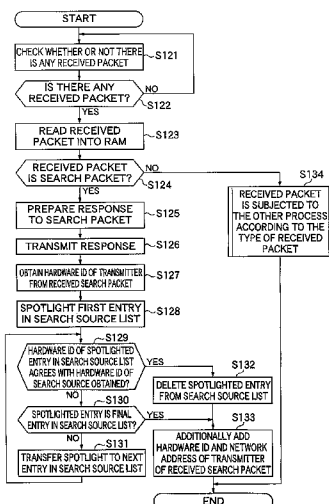 START
CHECK WHETHER OR NOT THERE
IS ANY RECEIVED PACKET
S121
IS THERE ANY
RECEIVED PACKET?
NO
S122
YES
READ RECEIVED
PACKET INTO RAM
S123
RECEIVED PACKET
IS SEARCH PACKET?
NO
S124
YES
S134
RECEIVED PACKET
IS SUBJECTED TO
THE OTHER PROCESS
ACCORDING TO THE
TYPE OF RECEIVED
PACKET
PREPARE RESPONSE
TO SEARCH PACKET
S125
TRANSMIT RESPONSE
S126
OBTAIN HARDWARE ID OF TRANSMITTER
FROM RECEIVED SEARCH PACKET
S127
SPOTLIGHT FIRST ENTRY
IN SEARCH SOURCE LIST
S128
S129
HARDWARE ID OF SPOTLIGHTED
ENTRY IN SEARCH SOURCE LIST
AGREES WITH HARDWARE ID OF
SEARCH SOURCE OBTAINED?
YES
NO
S132
DELETE SPOTLIGHTED ENTRY
FROM SEARCH SOURCE LIST
S130
SPOTLIGHTED ENTRY IS FINAL
ENTRY IN SEARCH SOURCE LIST?
YES
NO
S133
ADDITIONALLY ADD
HARDWARE ID AND NETWORK
ADDRESS OF TRANSMITTER
OF RECEIVED SEARCH PACKET
S131
TRANSFER SPOTLIGHT TO NEXT
ENTRY IN SEARCH SOURCE LIST
END